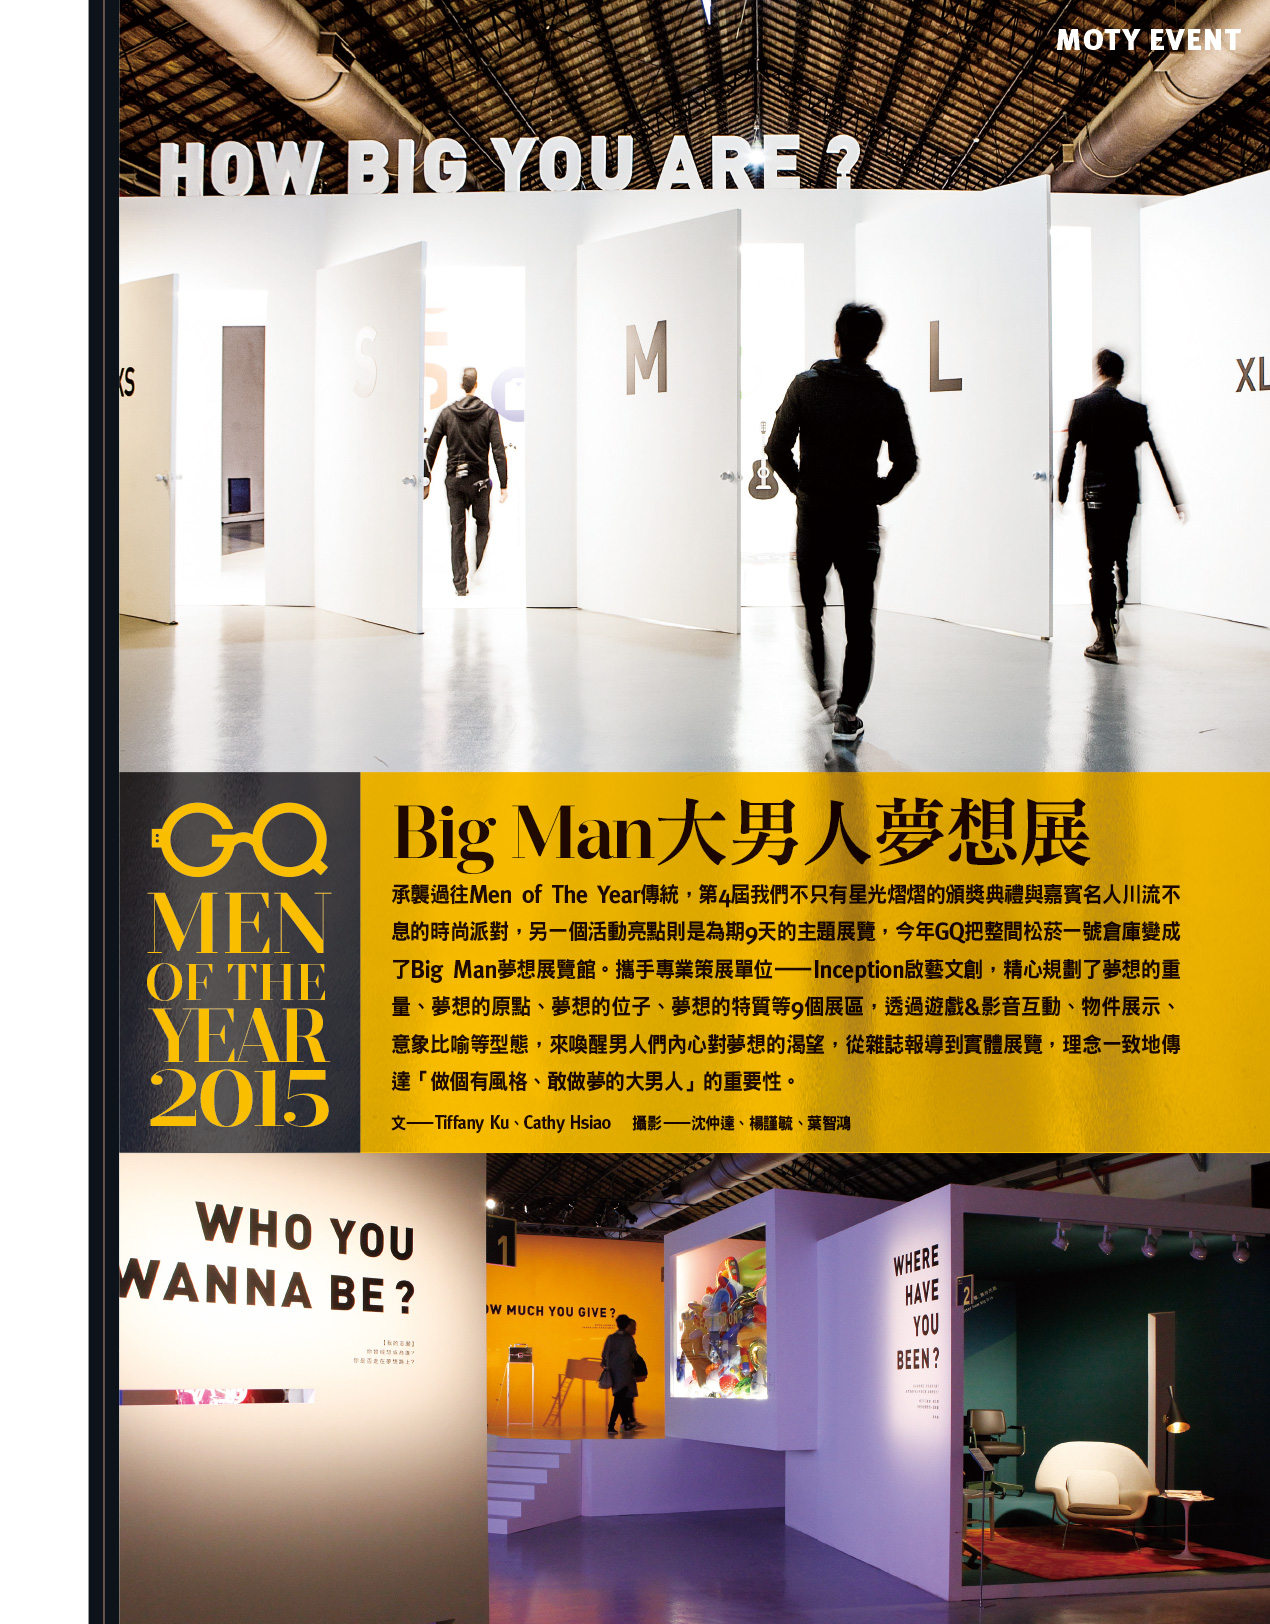 MOTY EVENT
HOW BIG YOU ARE ?
XS
S
M
L
XL
GQ
MEN
OF THE
YEAR
2015
Big Man大男人夢想展
承襲過往Men of The Year傳統，第4屆我們不只有星光熠熠的頒獎典禮與嘉賓名人川流不
息的時尚派對，另一個活動亮點則是為期9天的主題展覽，今年GQ把整間松菸一號倉庫變成
了Big Man夢想展覽館。攜手專業策展單位——Inception啟藝文創，精心規劃了夢想的重
量、夢想的原點、夢想的位子、夢想的特質等9個展區，透過遊戲&影音互動、物件展示、
意象比喻等型態，來喚醒男人們內心對夢想的渴望，從雜誌報導到實體展覽，理念一致地傳
達「做個有風格、敢做夢的大男人」的重要性。
文——Tiffany Ku、Cathy Hsiao 攝影——沈仲達、楊謹毓、葉智鴻
WHO YOU
WANNA BE ?
1
OW MUCH YOU GIVE ?
WHERE
HAVE
YOU
BEEN ?
2